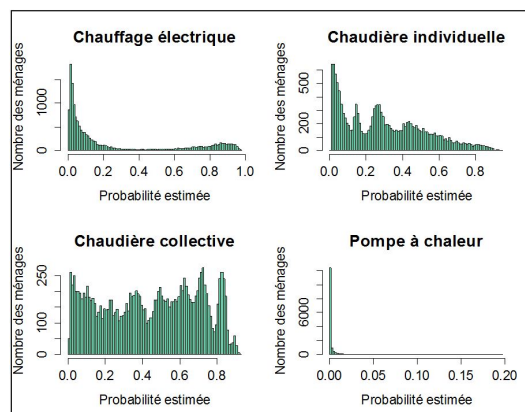 Chauffage électrique
Nombre des ménages
0
1000
0.0 0.2 0.4 0.6 0.8 1.0
Probabilité estimée
Chaudière individuelle
Nombre des ménages
0
200
500
0.0 0.2 0.4 0.6 0.8
Probabilité estimée
Chaudière collective
Nombre des ménages
0
100
250
0.0 0.2 0.4 0.6 0.8
Probabilité estimée
Pompe à chaleur
Nombre des ménages
0
6000
0.00 0.05 0.10 0.15 0.20
Probabilité estimée